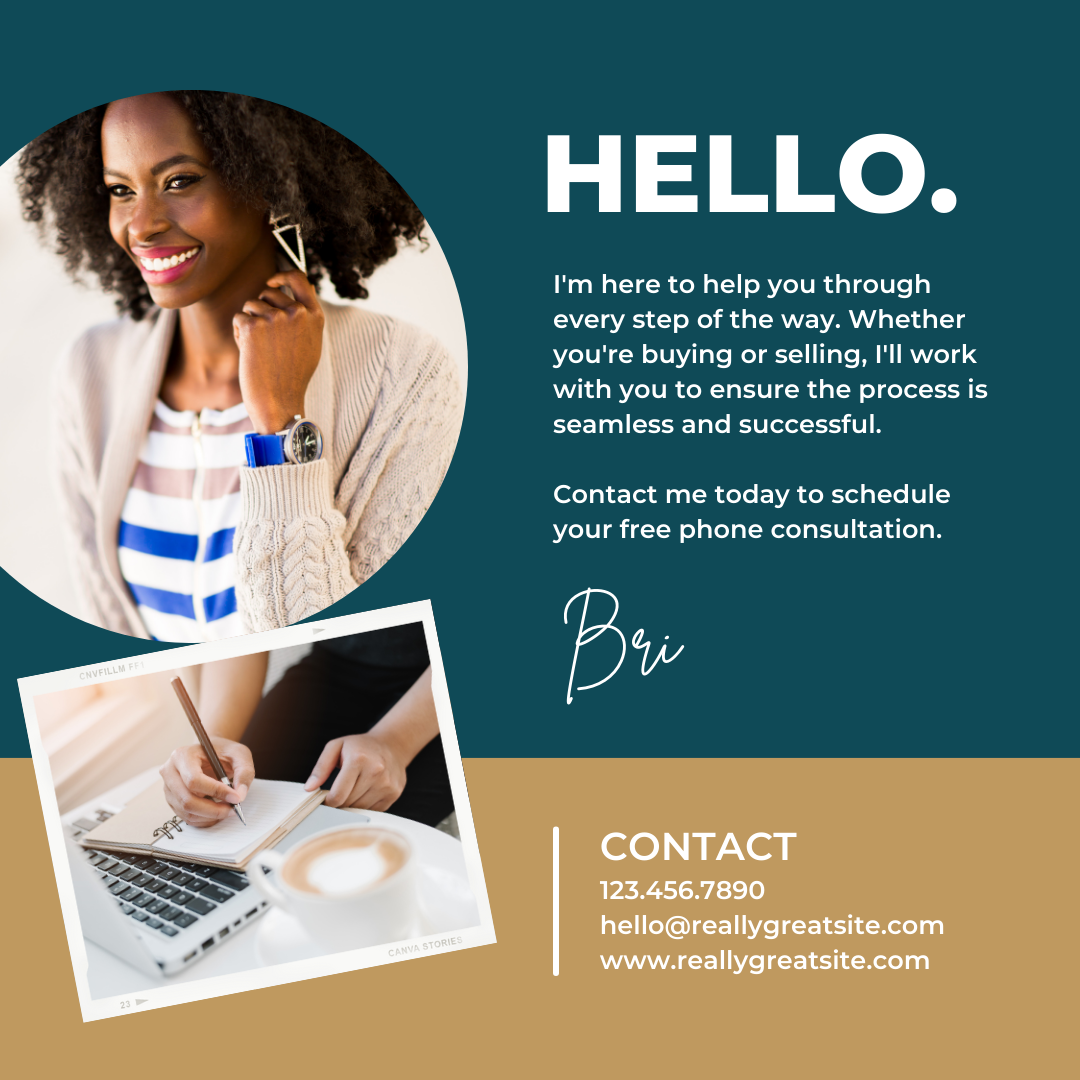 HELLO.
I'm here to help you through
every step of the way. Whether
you're buying or selling, I'll work
with you to ensure the process is
seamless and successful.
Contact me today to schedule
your free phone consultation.
Bri
CNVFILLM FF1
CANVA STORIES
23
CONTACT
123.456.7890
hello@reallygreatsite.com
www.reallygreatsite.com